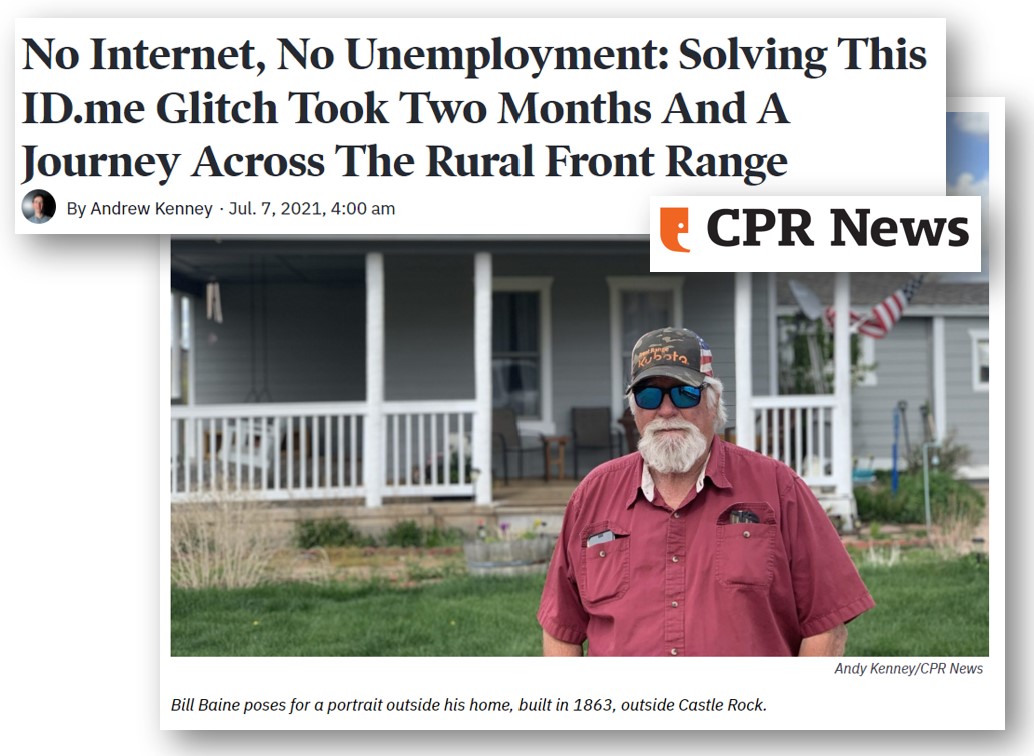 No Internet, No Unemployment: Solving This
ID.me Glitch Took Two Months And A
Journey Across The Rural Front Range
By Andrew Kenney · Jul. 7, 2021, 4:00 am
CPR News
Kubota
Andy Kenney/CPR News
Bill Baine poses for a portrait outside his home, built in 1863, outside Castle Rock.